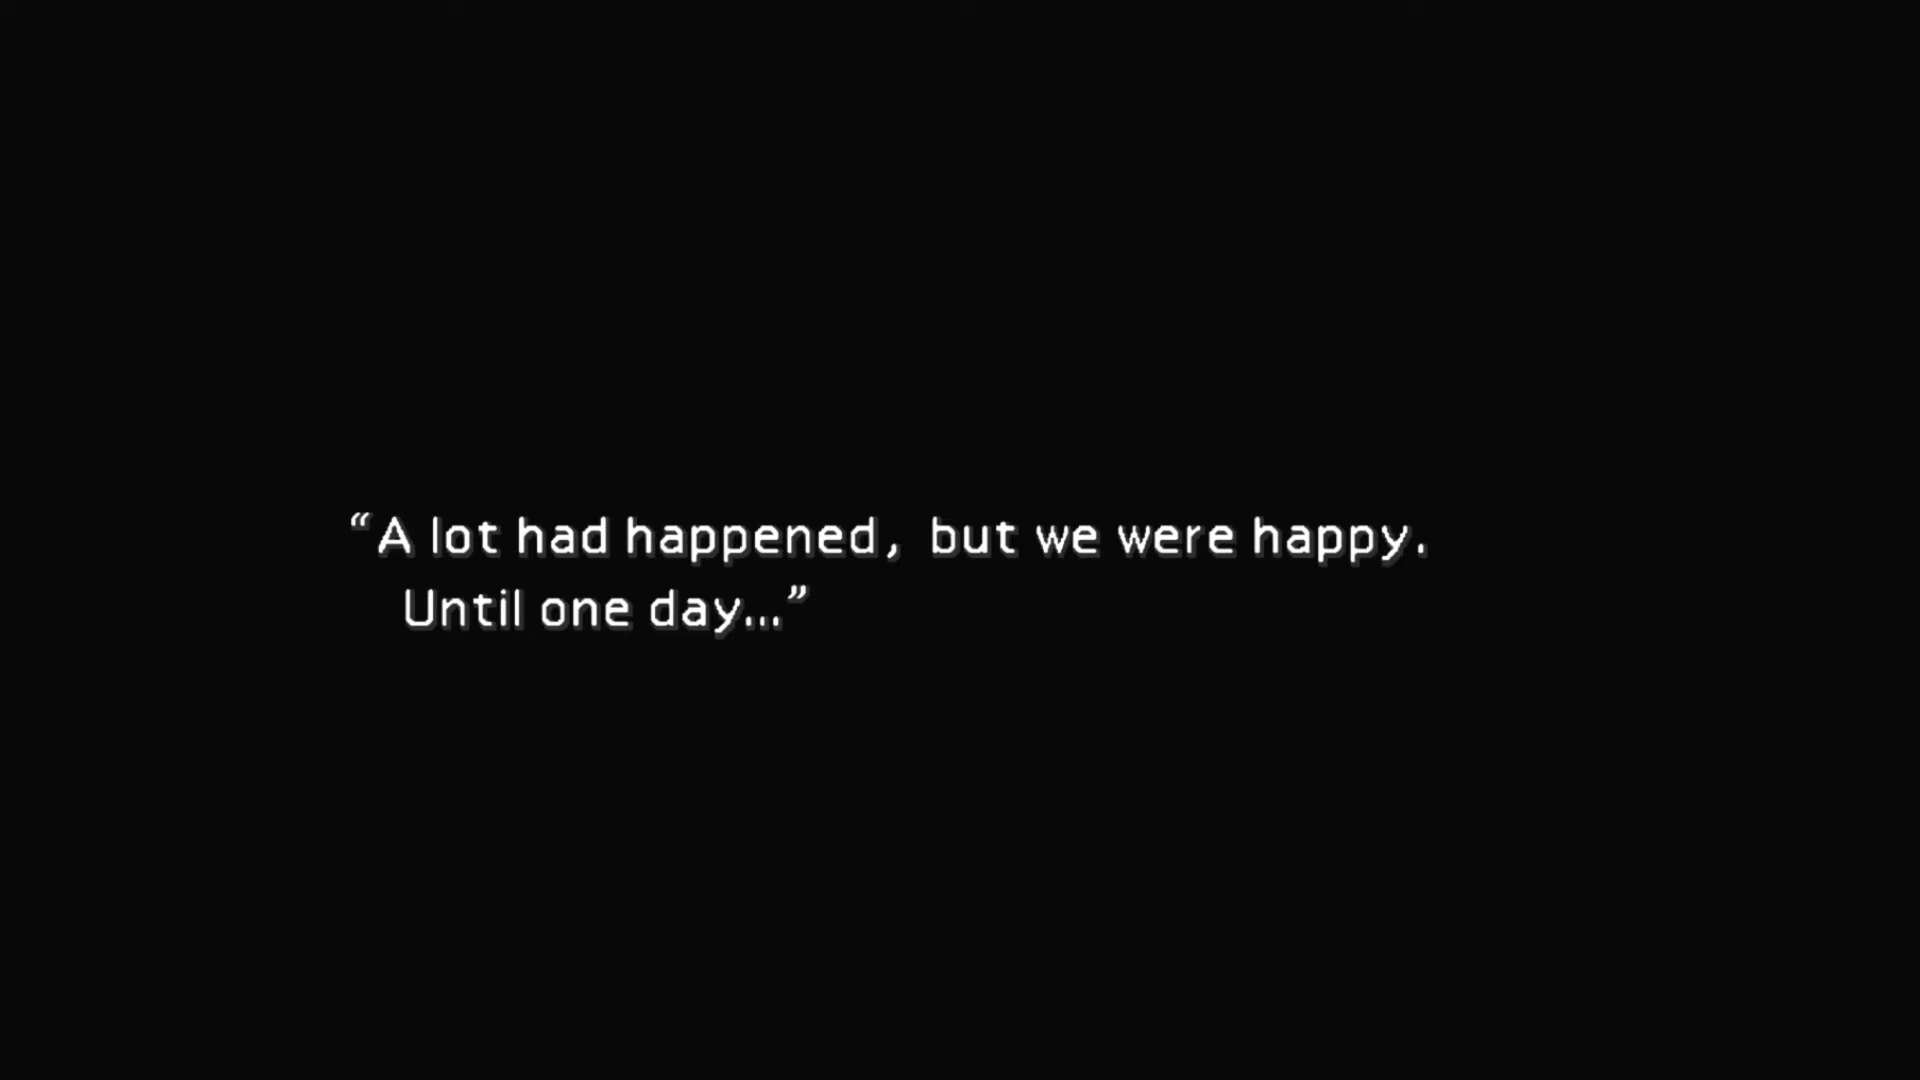 “A lot had happened, but we were happy.
Until one day...”